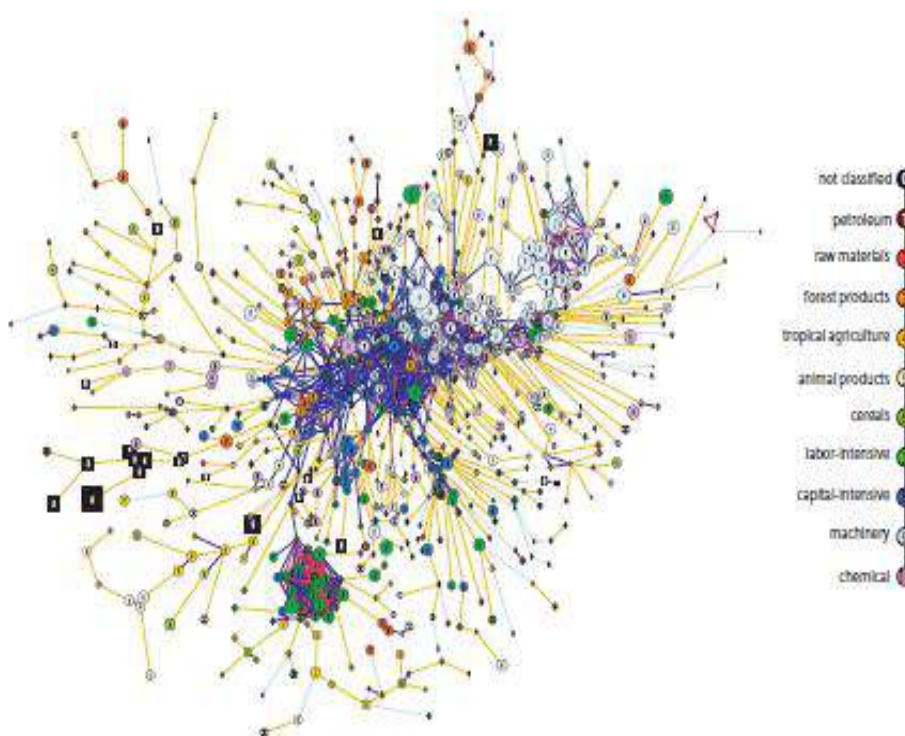 not classified
petroleum
raw materials
forest products
tropical agriculture
animal products
cereals
labor-intensive
capital-intensive
machinery
chemical